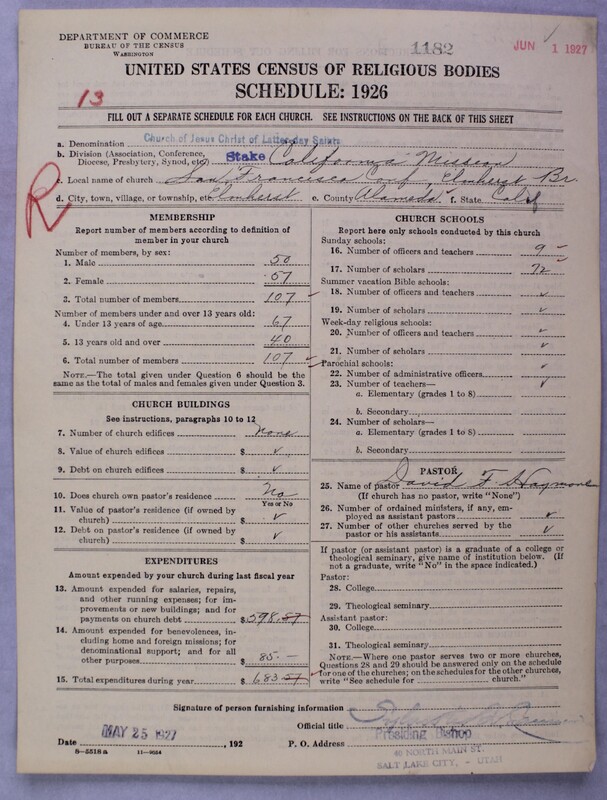 DEPARTMENT OF COMMERCE
BUREAU OF THE CENSUS
WASHINGTON
1182
JUN 1 1927
UNITED STATES CENSUS OF RELIGIOUS BODIES
SCHEDULE: 1926
13
FILL OUT A SEPARATE SCHEDULE FOR EACH CHURCH. SEE INSTRUCTIONS ON THE BACK OF THIS SHEET
a. Denomination Church of Jesus Christ of Latter-day Saints
b. Division (Association, Conference, Diocese, Presbytery, Synod, etc.) Stake California Mission
c. Local name of church San Francisco Conf, Elmhurst Br
d. City, town, village, or township, etc. Elmhurst e. County Alameda f. State Calif
R
MEMBERSHIP
Report number of members according to definition of
member in your church
Number of members, by sex:
1. Male 50
2. Female 57
3. Total number of members 107
Number of members under and over 13 years old:
4. Under 13 years of age 67
5. 13 years old and over 40
6. Total number of members 107
NOTE.—The total given under Question 6 should be
same as the total of males and females given under Question 3.
CHURCH BUILDINGS
See instructions, paragraphs 10 to 12
7. Number of church edifices none
8. Value of church edifices $ ✓
9. Debt on church edifices $ ✓
10. Does church own pastor's residence No
Yes or No
11. Value of pastor's residence (if owned by
church) $ ✓
12. Debt on pastor's residence (if owned by
church) $ ✓
EXPENDITURES
Amount expended by your church during last fiscal year
13. Amount expended for salaries, repairs,
and other running expenses; for im-
provements or new buildings; and for
payments on church debt $ 598.57
14. Amount expended for benevolences, in-
cluding home and foreign missions; for
denominational support; and for all
other purposes $ 85.—
15. Total expenditures during year $ 683.57
CHURCH SCHOOLS
Report here only schools conducted by this church
Sunday schools:
16. Number of officers and teachers 9
17. Number of scholars 72
Summer vacation Bible schools:
18. Number of officers and teachers ✓
19. Number of scholars ✓
Week-day religious schools:
20. Number of officers and teachers ✓
21. Number of scholars ✓
Parochial schools:
22. Number of administrative officers ✓
23. Number of teachers—
a. Elementary (grades 1 to 8)
b. Secondary
24. Number of scholars—
a. Elementary (grades 1 to 8)
b. Secondary
PASTOR
25. Name of pastor David F Haymore
(If church has no pastor, write "None")
26. Number of ordained ministers, if any, em-
ployed as assistant pastors ✓
27. Number of other churches served by the
pastor or his assistants ✓
If pastor (or assistant pastor) is a graduate of a college or
theological seminary, give name of institution below. (If
not a graduate, write "No" in the space indicated.)
Pastor:
28. College
29. Theological seminary
Assistant pastor:
30. College
31. Theological seminary
NOTE.—Where one pastor serves two or more churches,
Questions 28 and 29 should be answered only on the schedule
for one of the churches; on the schedules for the other churches,
write "See schedule for church."
Signature of person furnishing information
Official title Presiding Bishop
Date MAY 25 1927, 192 P. O. Address 40 NORTH MAIN ST.
SALT LAKE CITY, - UTAH
8—5518 a 11—9034